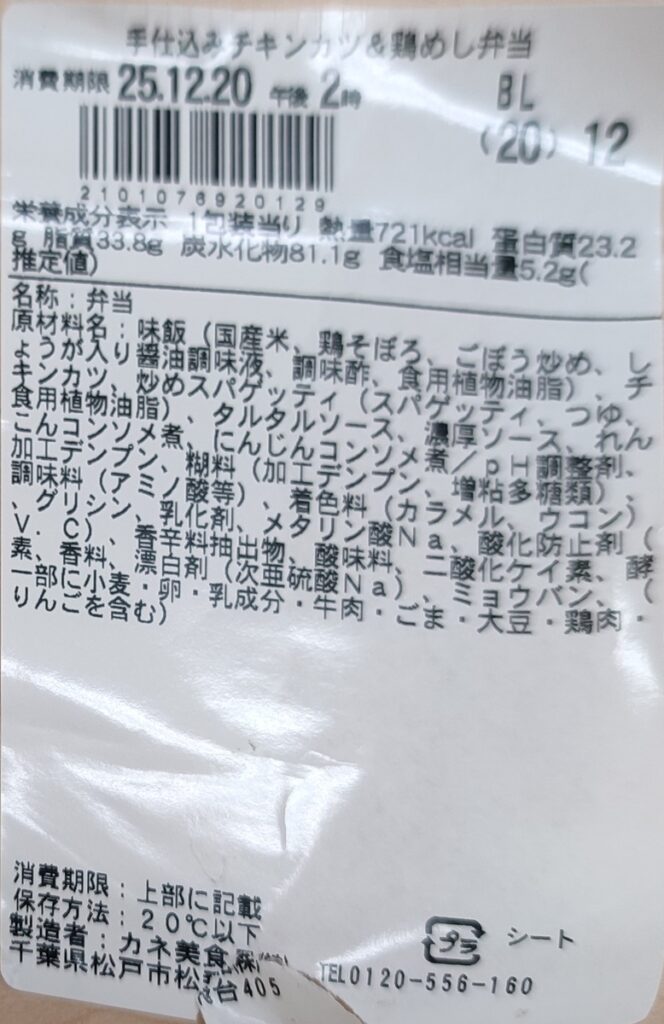 手仕込みチキンカツ&鶏めし弁当
消費期限 25.12.20 午後 2時 BL
(20) 12
2101076920129
栄養成分表示 1包装当り 熱量721kcal 蛋白質23.2
g 脂質33.8g 炭水化物81.1g 食塩相当量5.2g(
推定値)
名称:弁当
原材料名:味飯(国産米、鶏そぼろ、ごぼう炒め、し
ょうが入り醤油調味液、調味酢、食用植物油脂)、チ
キンカツ、炒めスパゲッティ(スパゲッティ、つゆ、
食用植物油脂)、タルタルソース、濃厚ソース、れん
こんコンソメ煮、にんじんコンソメ煮/pH調整剤、
加工デンプン、糊料(加工デンプン、増粘多糖類)、
調味料(アミノ酸等)、着色料(カラメル、ウコン)
、グリシン、乳化剤、メタリン酸Na、酸化防止剤(
V.C)、香辛料抽出物、酸味料、二酸化ケイ素、酵
素、香料、漂白剤(次亜硫酸Na)、ミョウバン、(
一部に小麦・卵・乳成分・牛肉・ごま・大豆・鶏肉・
りんごを含む)
消費期限:上部に記載
保存方法:20℃以下
製造者:カネ美食
千葉県松戸市松 台405
プラ シート
TEL0120-556-160